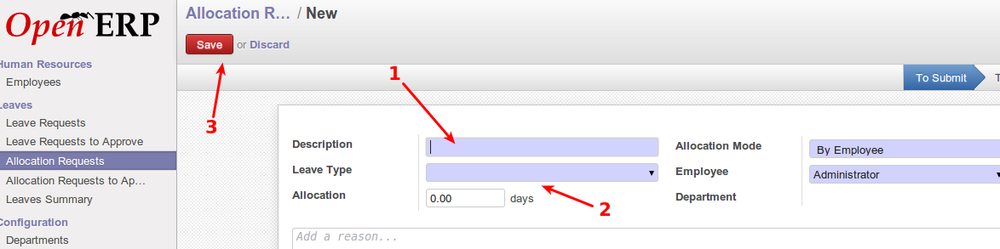 Open ERP
Human Resources
Employees
Leaves
Leave Requests
Leave Requests to Approve
Allocation Requests
Allocation Requests to Ap...
Leaves Summary
Configuration
Departments
Allocation R... / New
Save or Discard
To Submit
T
1
3
2
Description
Leave Type
Allocation 0.00 days
Allocation Mode By Employee
Employee Administrator
Department
Add a reason...